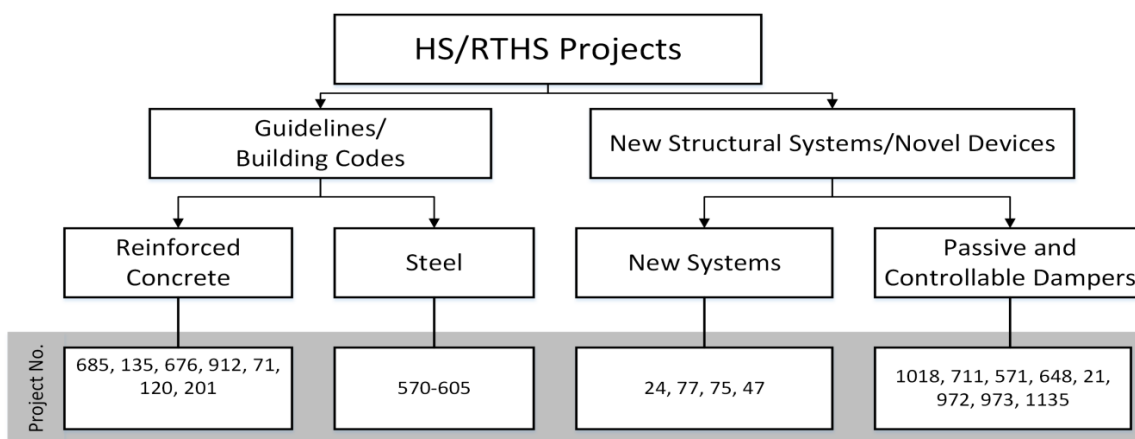 HS/RTHS Projects
Guidelines/
Building Codes
New Structural Systems/Novel Devices
Reinforced
Concrete
Steel
New Systems
Passive and
Controllable Dampers
Project No.
685, 135, 676, 912, 71,
120, 201
570-605
24, 77, 75, 47
1018, 711, 571, 648, 21,
972, 973, 1135